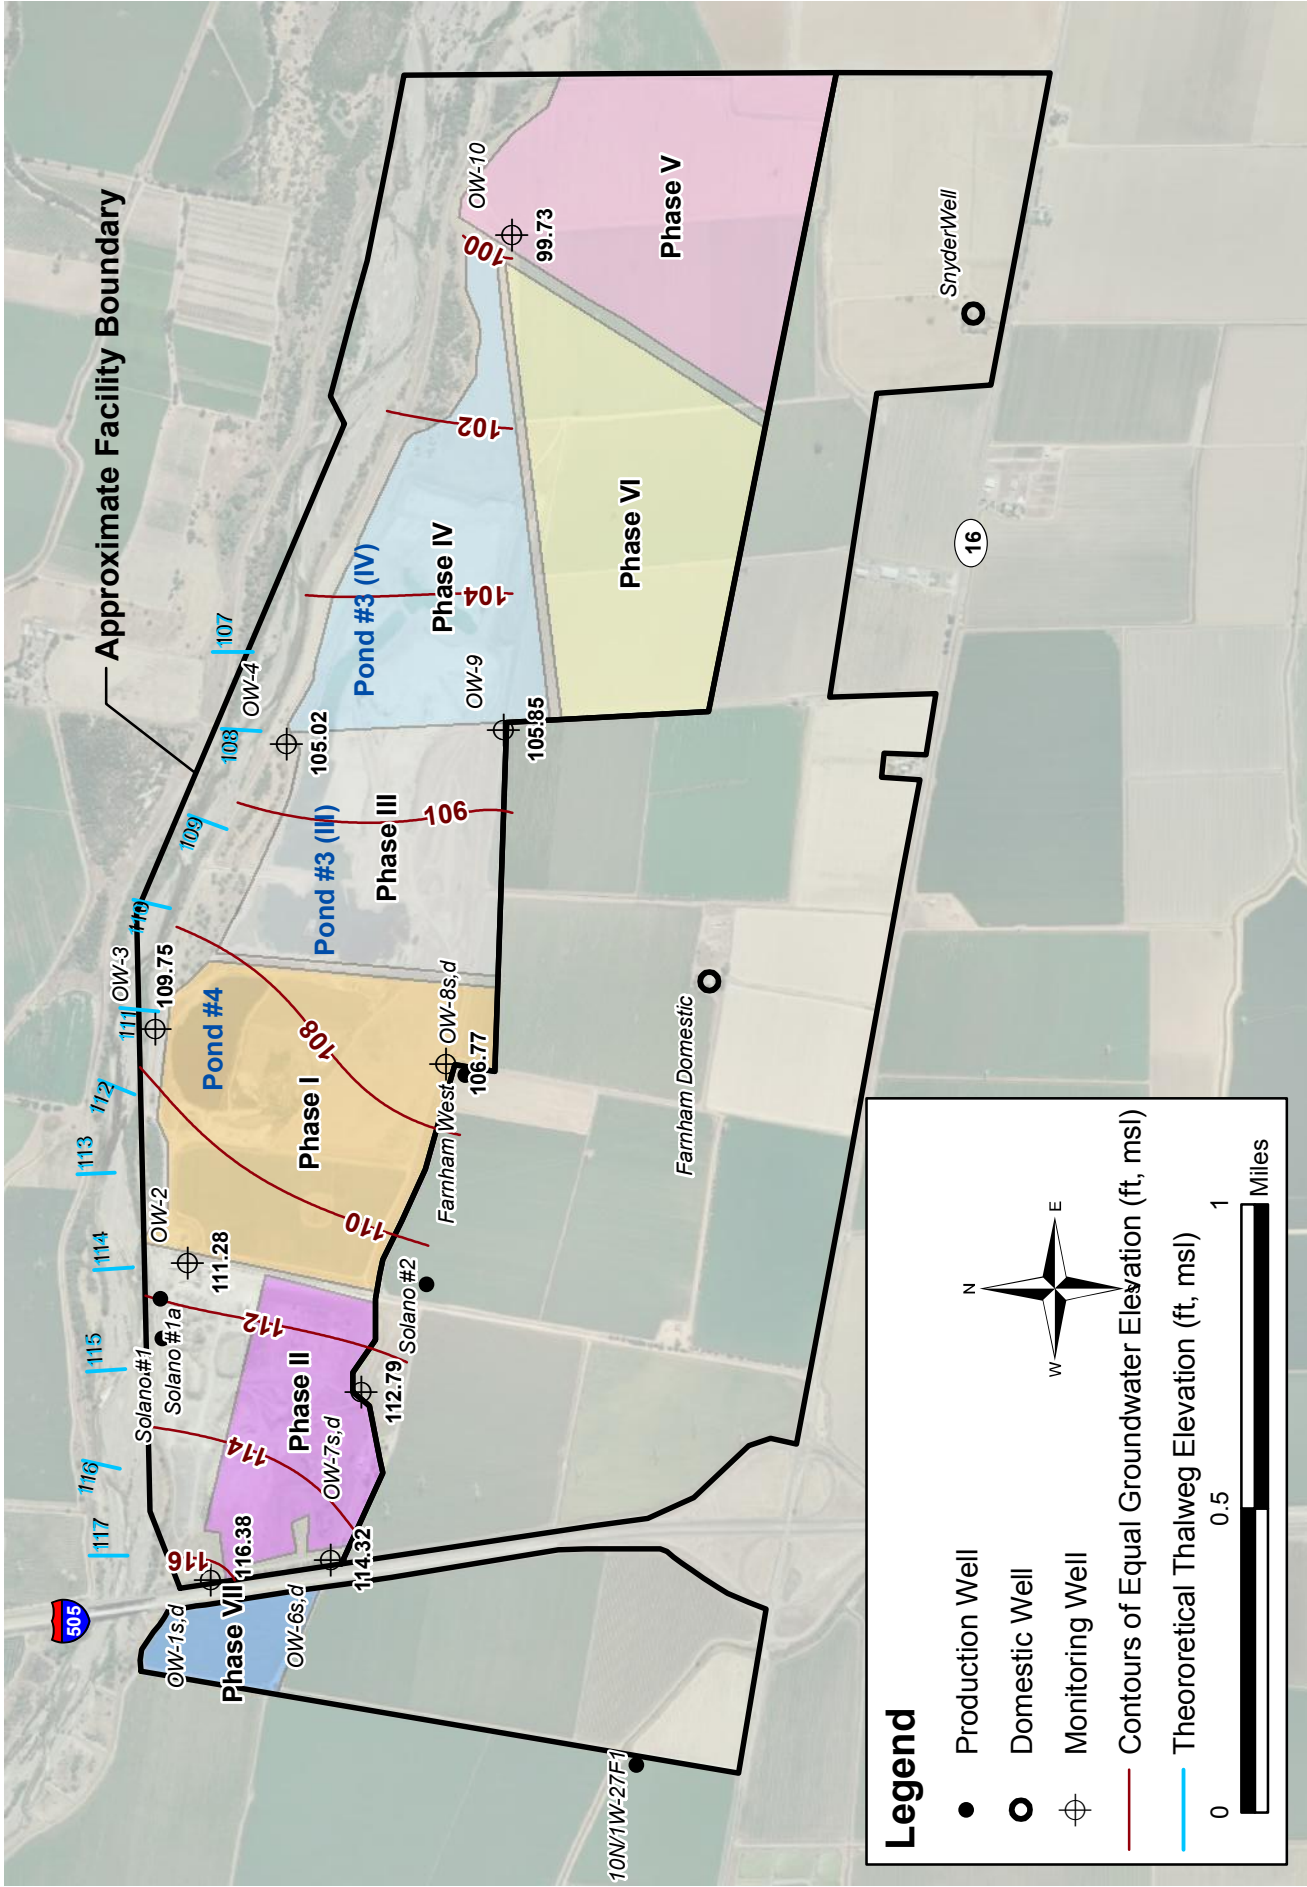 Approximate Facility Boundary
505
117
116
115
114
113
112
111
110
109
108
107
OW-1s,d
116.38
Phase VII
OW-6s,d
114.32
Solano #1
Solano #1a
OW-2
111.28
Phase II
OW-7s,d
112.79
Solano #2
OW-3
109.75
Pond #4
Phase I
Farnham West
OW-8s,d
106.77
Pond #3 (III)
Phase III
OW-4
105.02
OW-9
105.85
Pond #3 (IV)
Phase IV
Phase VI
OW-10
99.73
Phase V
116
114
112
110
108
106
104
102
100
Farnham Domestic
SnyderWell
16
10N/1W-27F1
Legend
Production Well
Domestic Well
Monitoring Well
Contours of Equal Groundwater Elevation (ft, msl)
Theororetical Thalweg Elevation (ft, msl)
N
W
E
S
0
0.5
1
Miles